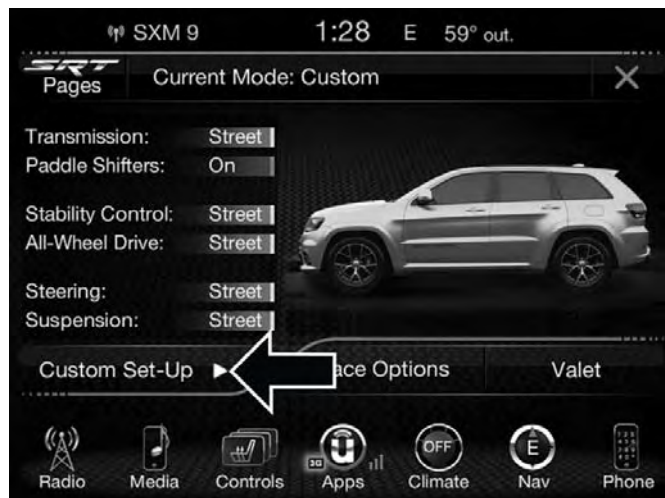 SXM 9 1:28 E 59° out.
SRT
Pages Current Mode: Custom
Transmission: Street
Paddle Shifters: On
Stability Control: Street
All-Wheel Drive: Street
Steering: Street
Suspension: Street
Custom Set-Up ace Options Valet
OFF E
3G
Radio Media Controls Apps Climate Nav Phone